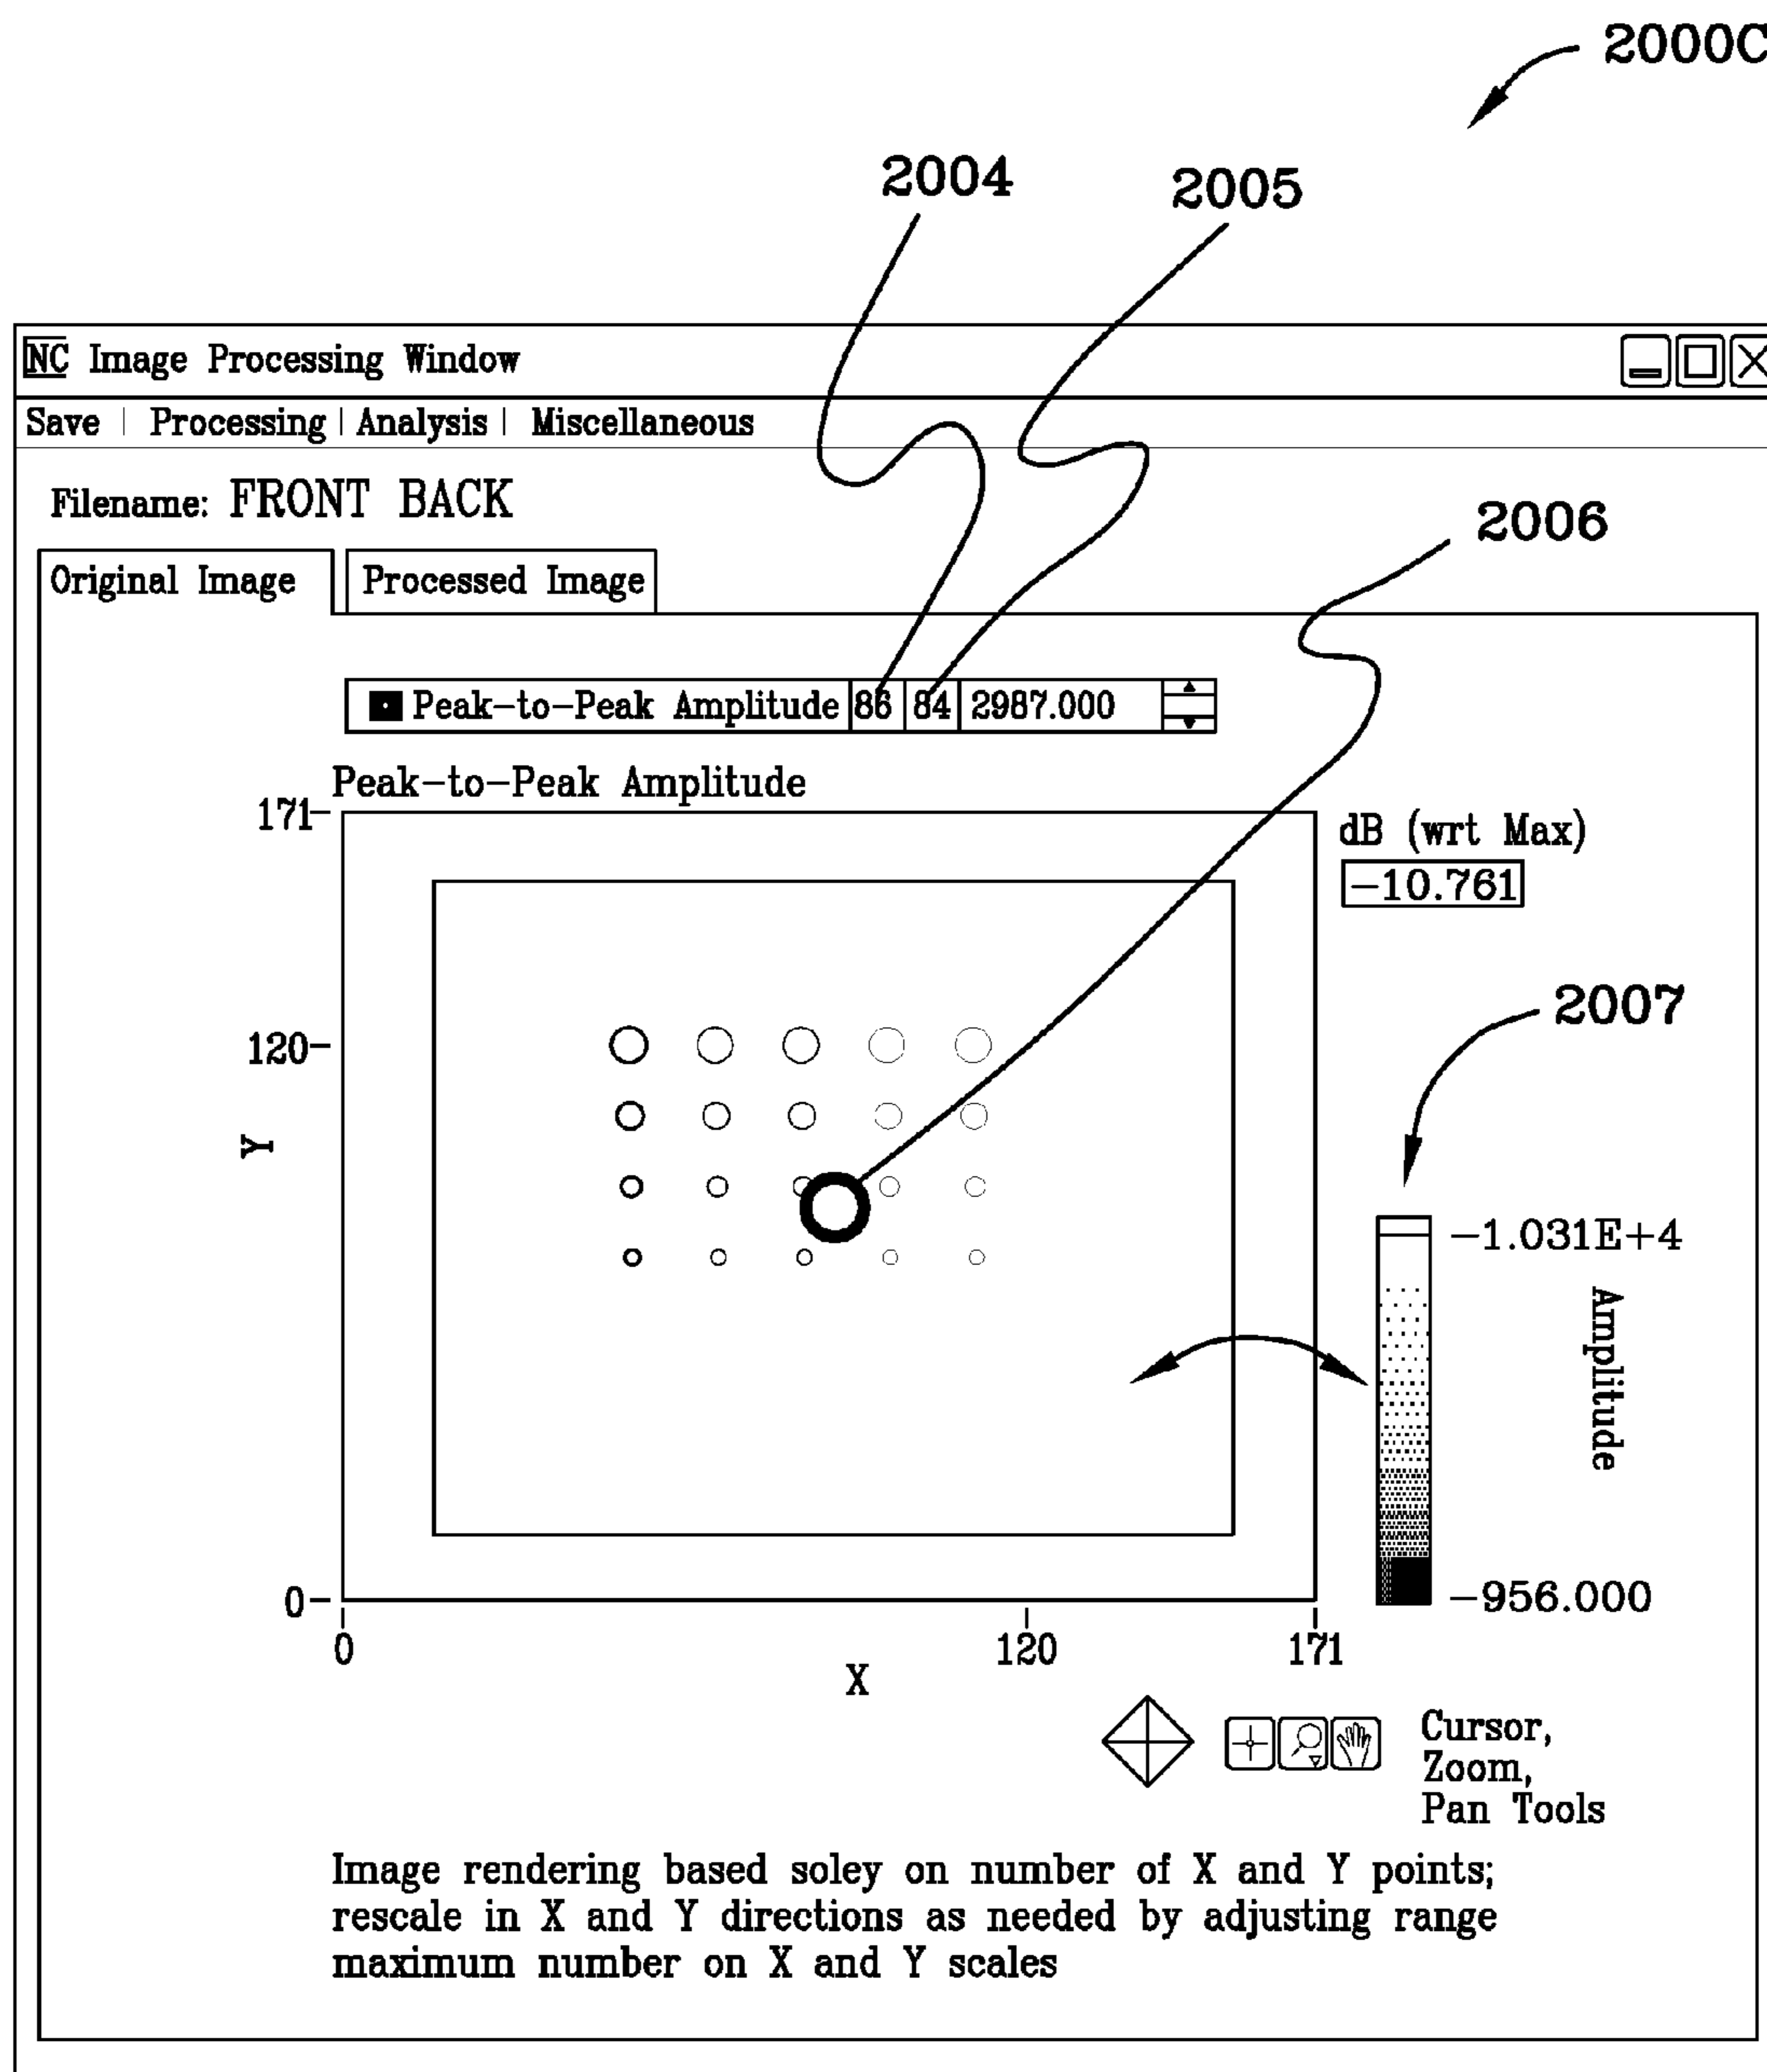 2000C
2004
2005
NC Image Processing Window
Save | Processing | Analysis | Miscellaneous
Filename: FRONT BACK
2006
Original Image
Processed Image
Peak-to-Peak Amplitude 86 84 2987.000
Peak-to-Peak Amplitude
171
dB (wrt Max)
-10.761
2007
120
Y
-1.031E+4
Amplitude
-956.000
0
0
120
171
X
Cursor,
Zoom,
Pan Tools
Image rendering based soley on number of X and Y points;
rescale in X and Y directions as needed by adjusting range
maximum number on X and Y scales